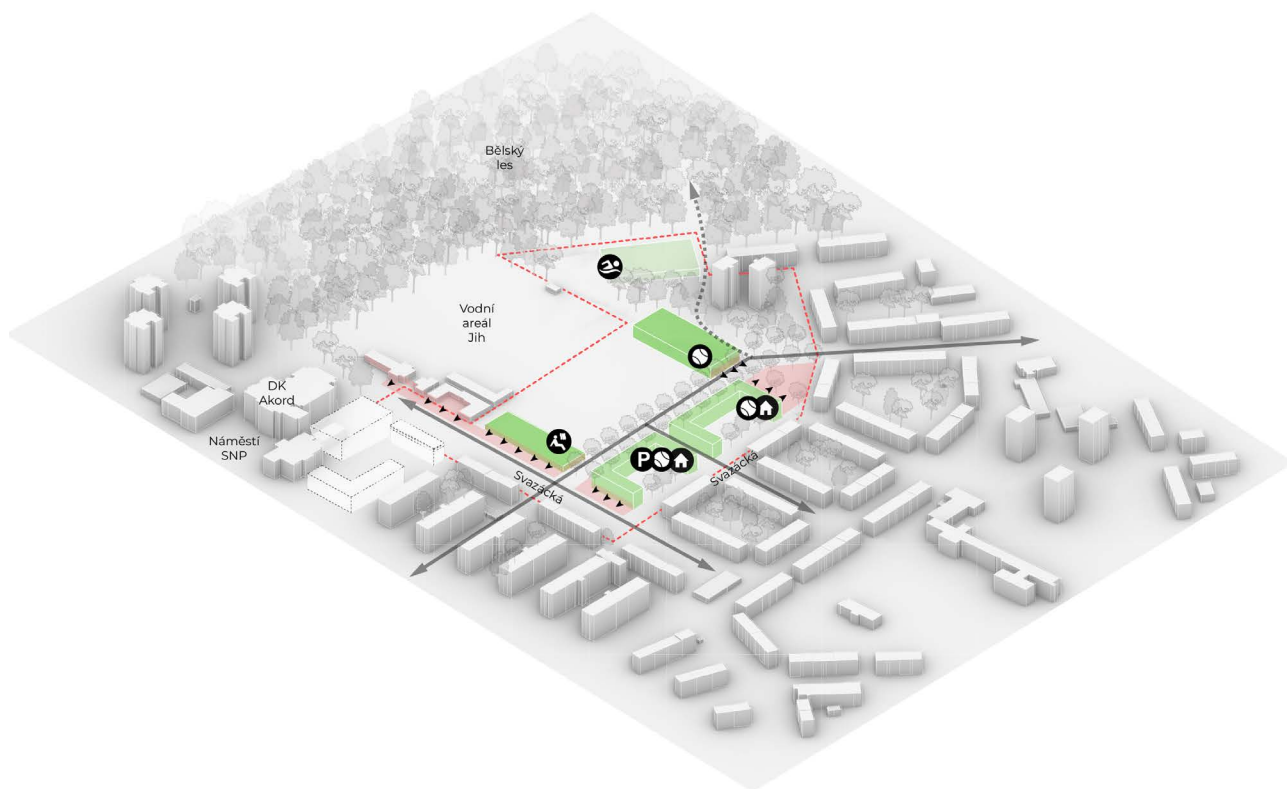 Bělský
les
Vodní
areál
Jih
DK
Akord
Náměstí
SNP
Svazácká
Svazácká
P